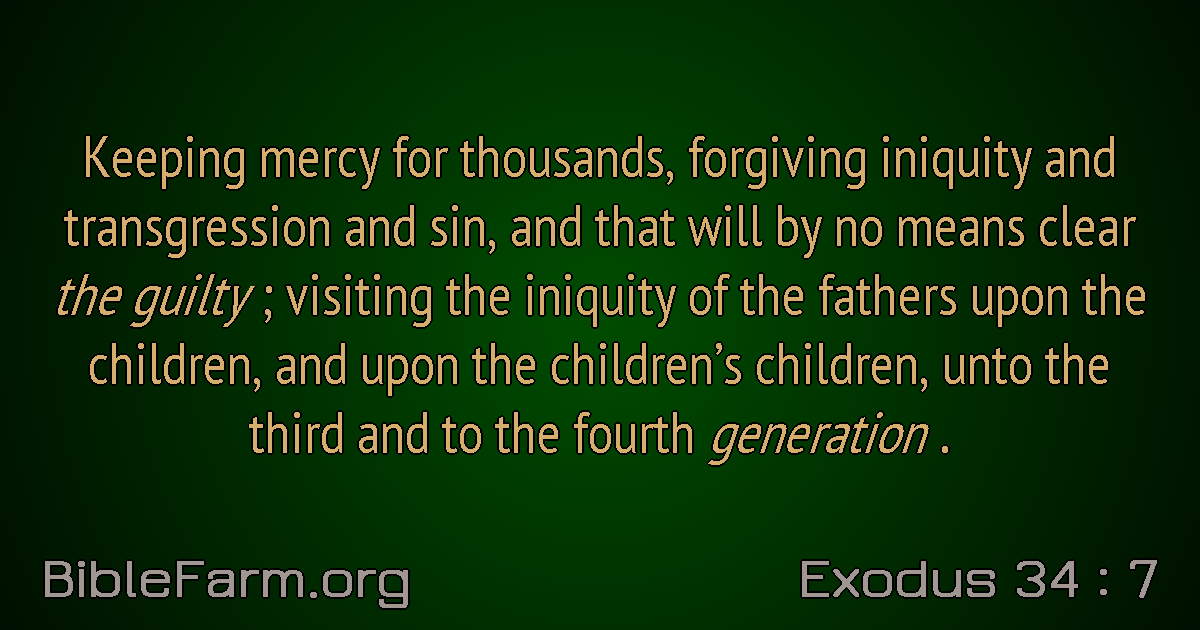 Keeping mercy for thousands, forgiving iniquity and
transgression and sin, and that will by no means clear
the guilty ; visiting the iniquity of the fathers upon the
children, and upon the children’s children, unto the
third and to the fourth generation .
BibleFarm.org
Exodus 34 : 7